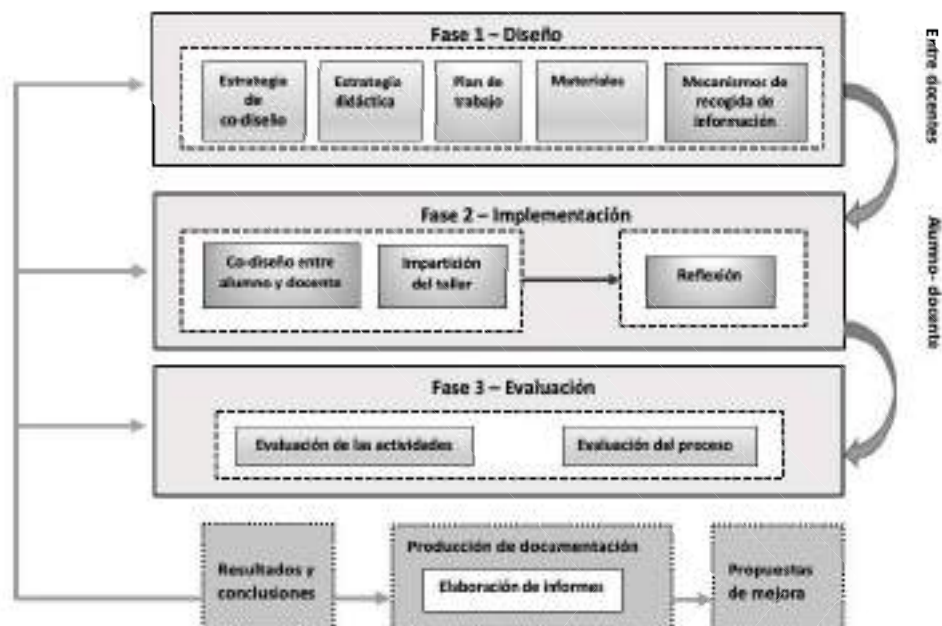 Fase 1 – Diseño
Estrategia
de
co-diseño
Estrategia
didáctica
Plan de
trabajo
Materiales
Mecanismos de
recogida de
información
Entre docentes
Fase 2 – Implementación
Co-diseño entre
alumno y docente
Impartición
del taller
Reflexión
Alumno- docente
Fase 3 – Evaluación
Evaluación de las actividades
Evaluación del proceso
Resultados y
conclusiones
Producción de documentación
Elaboración de informes
Propuestas
de mejora